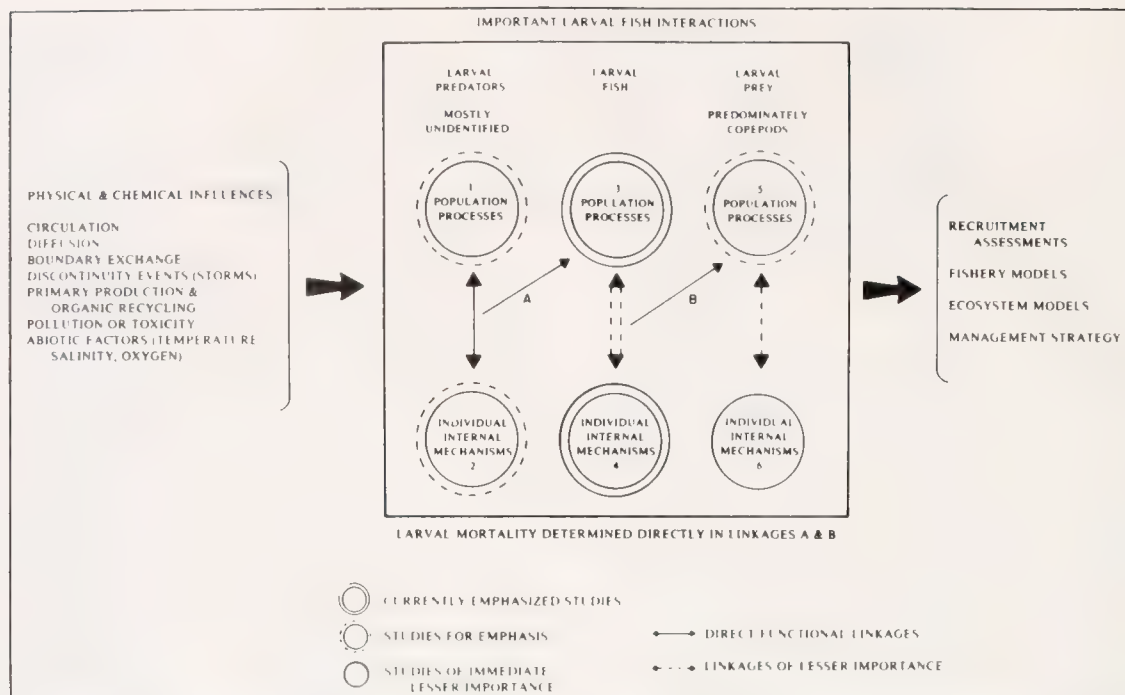 IMPORTANT LARVAL FISH INTERACTIONS
LARVAL
PREDATORS
MOSTLY
UNIDENTIFIED
LARVAL
FISH
LARVAL
PREY
PREDOMINATELY
COPEPODS
PHYSICAL & CHEMICAL INFLUENCES
CIRCULATION
DIFFUSION
BOUNDARY EXCHANGE
DISCONTINUITY EVENTS (STORMS)
PRIMARY PRODUCTION &
ORGANIC RECYCLING
POLLUTION OR TOXICITY
ABIOTIC FACTORS (TEMPERATURE
SALINITY, OXYGEN)
1
POPULATION
PROCESSES
3
POPULATION
PROCESSES
5
POPULATION
PROCESSES
A
B
INDIVIDUAL
INTERNAL
MECHANISMS
2
INDIVIDUAL
INTERNAL
MECHANISMS
4
INDIVIDUAL
INTERNAL
MECHANISMS
6
RECRUITMENT
ASSESSMENTS
FISHERY MODELS
ECOSYSTEM MODELS
MANAGEMENT STRATEGY
LARVAL MORTALITY DETERMINED DIRECTLY IN LINKAGES A & B
CURRENTLY EMPHASIZED STUDIES
STUDIES FOR EMPHASIS
STUDIES OF IMMEDIATE
LESSER IMPORTANCE
DIRECT FUNCTIONAL LINKAGES
LINKAGES OF LESSER IMPORTANCE